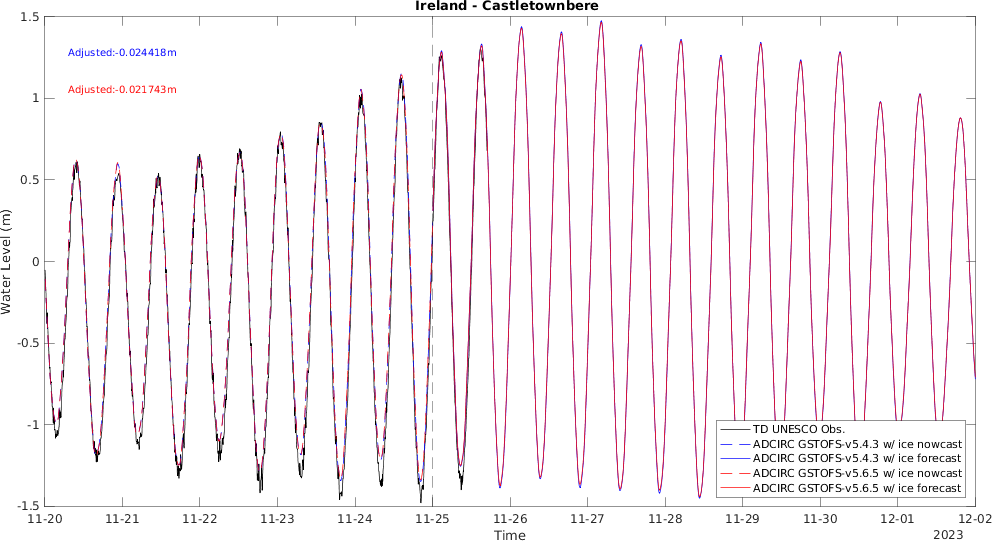 Ireland - Castletownbere
1.5
1
0.5
0
-0.5
-1
-1.5
Water Level (m)
Adjusted:-0.024418m
Adjusted:-0.021743m
TD UNESCO Obs.
ADCIRC GSTOFS-v5.4.3 w/ ice nowcast
ADCIRC GSTOFS-v5.4.3 w/ ice forecast
ADCIRC GSTOFS-v5.6.5 w/ ice nowcast
ADCIRC GSTOFS-v5.6.5 w/ ice forecast
11-20 11-21 11-22 11-23 11-24 11-25 11-26 11-27 11-28 11-29 11-30 12-01 12-02
Time
2023